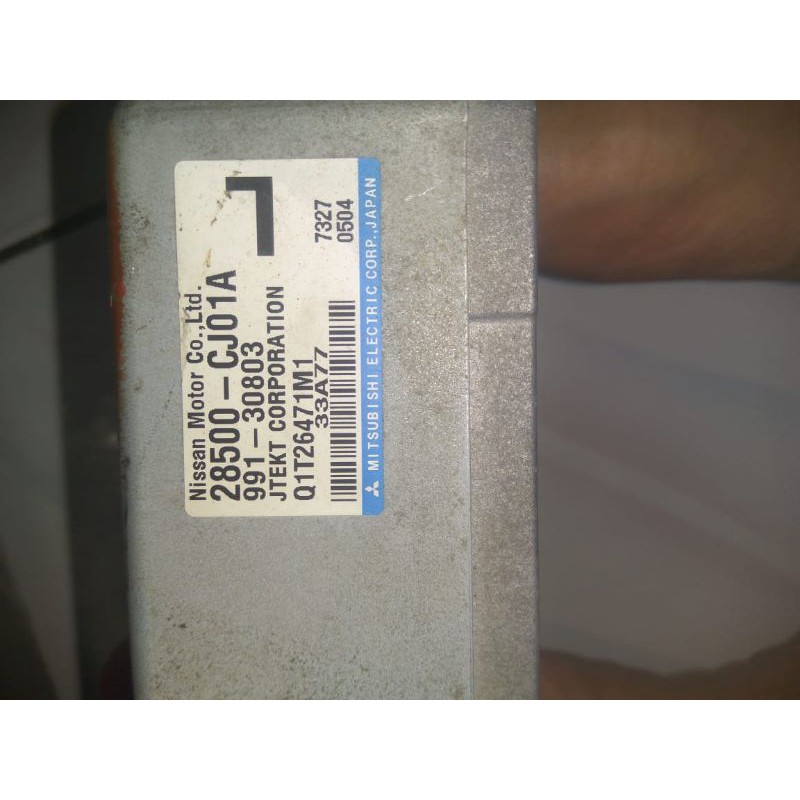 Nissan Motor Co.,Ltd.
28500-CJ01A
991-30803
JTEKT CORPORATION
Q1T26471M1
33A77
7327
0504
MITSUBISHI ELECTRIC CORP.,JAPAN